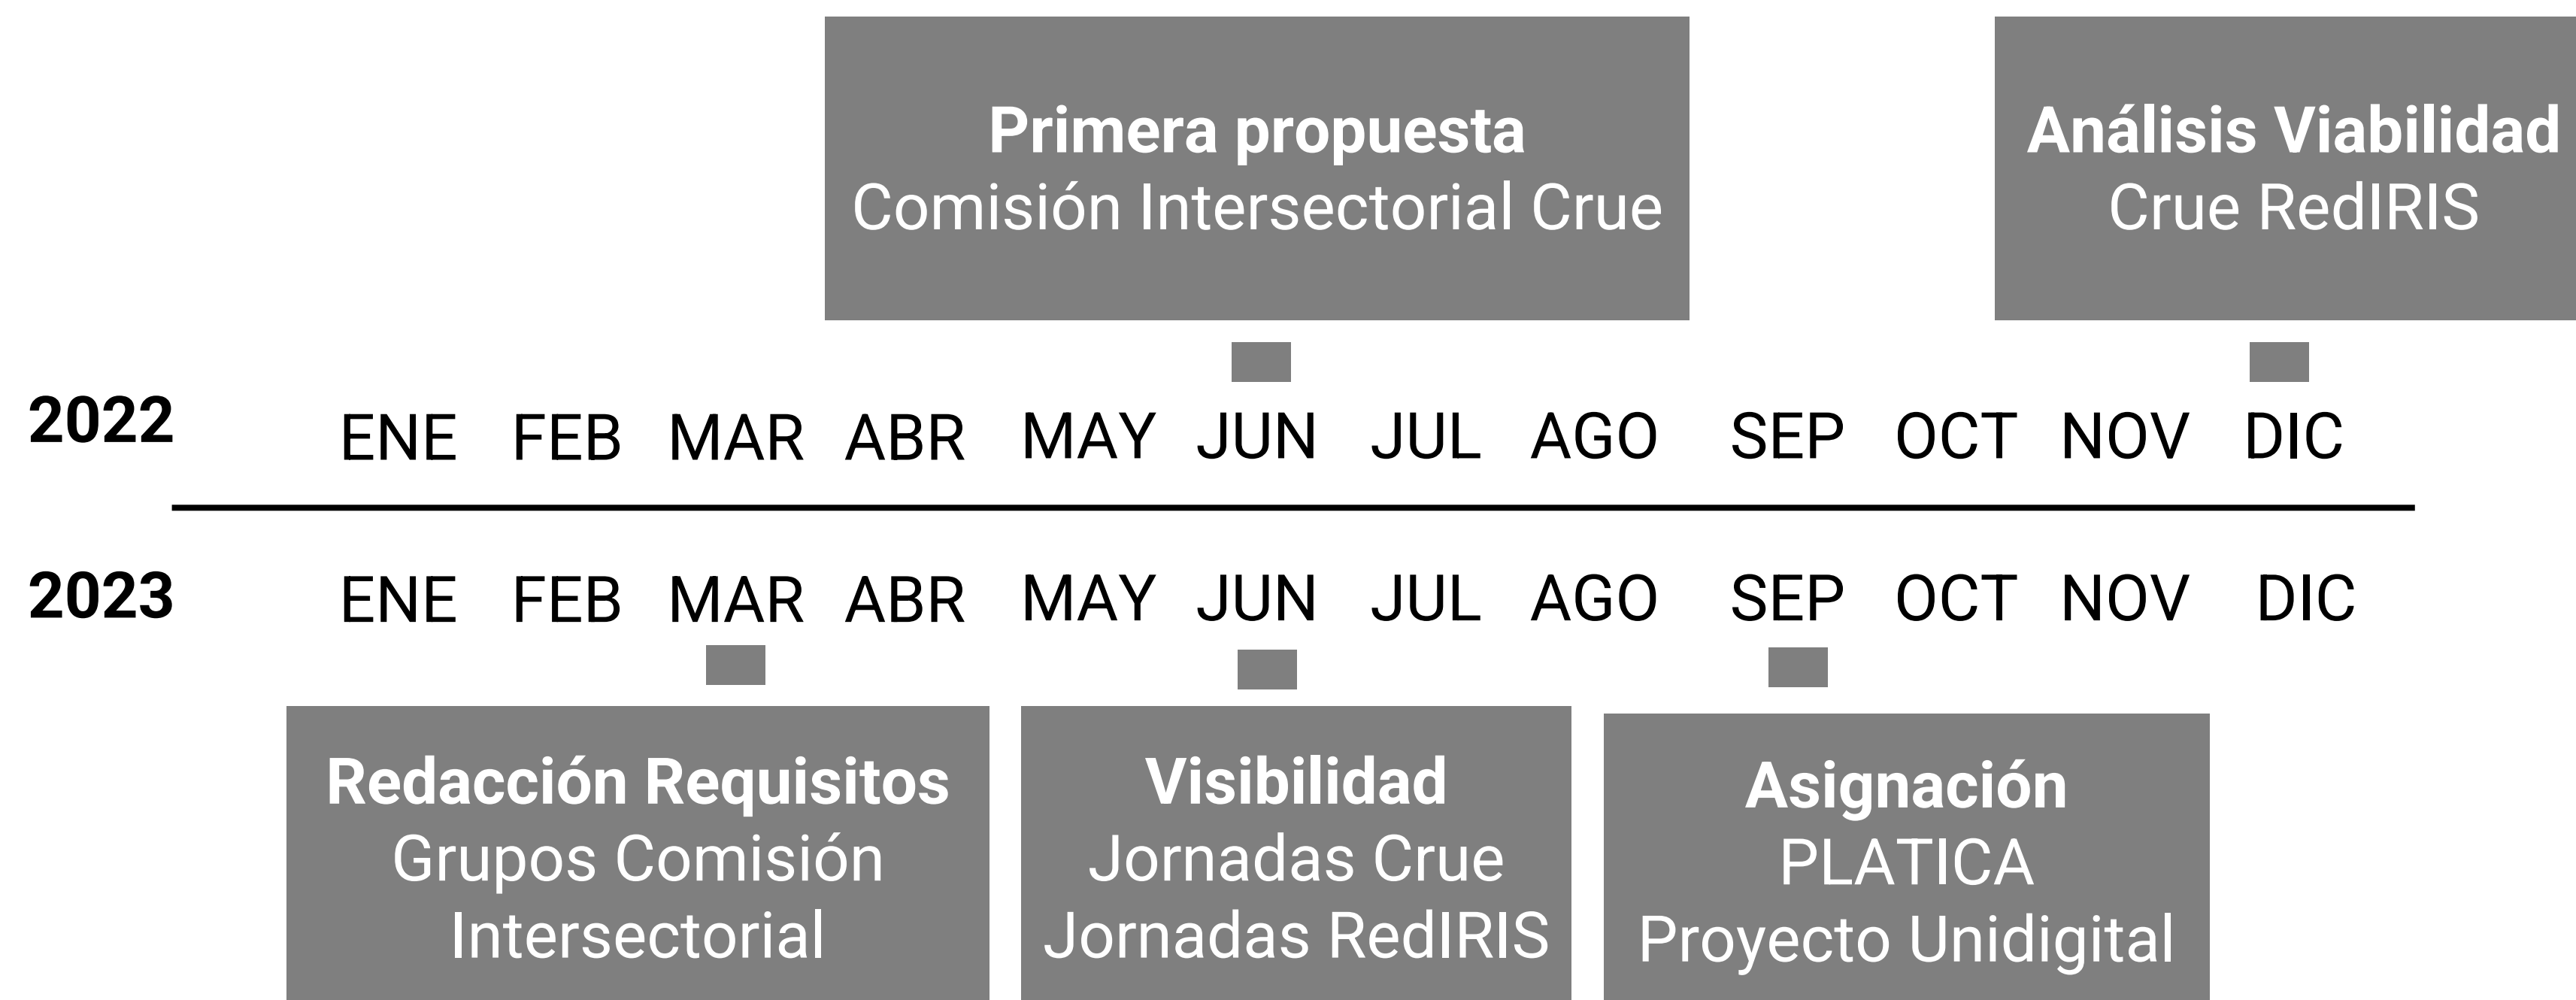 Primera propuesta
Comisión Intersectorial Crue
Análisis Viabilidad
Crue RedIRIS
2022 ENE FEB MAR ABR MAY JUN JUL AGO SEP OCT NOV DIC
2023 ENE FEB MAR ABR MAY JUN JUL AGO SEP OCT NOV DIC
Redacción Requisitos
Grupos Comisión
Intersectorial
Visibilidad
Jornadas Crue
Jornadas RedIRIS
Asignación
PLATICA
Proyecto Unidigital